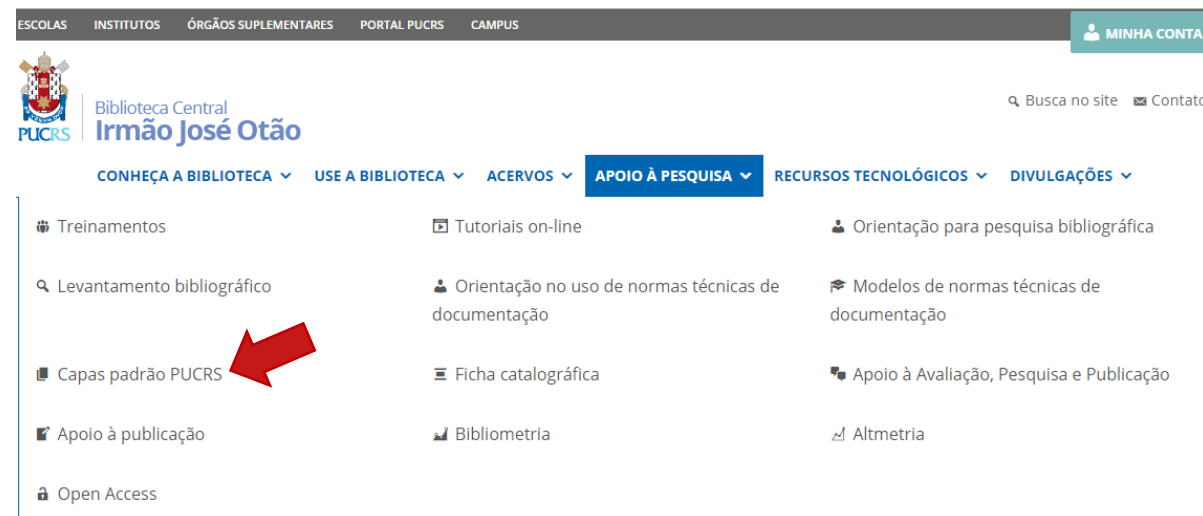 ESCOLAS INSTITUTOS ÓRGÃOS SUPLEMENTARES PORTAL PUCRS CAMPUS
MINHA CONTA
PUCRS
Biblioteca Central
Irmão José Otão
Busca no site Contato
CONHEÇA A BIBLIOTECA USE A BIBLIOTECA ACERVOS APOIO À PESQUISA RECURSOS TECNOLÓGICOS DIVULGAÇÕES
Treinamentos Tutoriais on-line Orientação para pesquisa bibliográfica
Levantamento bibliográfico Orientação no uso de normas técnicas de Modelos de normas técnicas de
documentação documentação
Capas padrão PUCRS Ficha catalográfica Apoio à Avaliação, Pesquisa e Publicação
Apoio à publicação Bibliometria Altmetria
Open Access